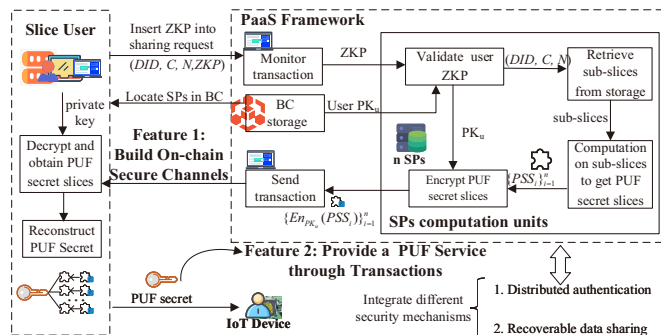 Slice User
Insert ZKP into
sharing request
(DID, C, N,ZKP)
Locate SPs in BC
private
key
Decrypt and
obtain PUF
secret slices
Reconstruct
PUF Secret
Feature 1:
Build On-chain
Secure Channels
PaaS Framework
Monitor
transaction
ZKP
BC
storage
User PKu
Send
transaction
{En_{PK_u}(PSS_i)}_{i=1}^n
Validate user
ZKP
(DID, C, N)
Retrieve
sub-slices
from storage
sub-slices
n SPs
PKu
Encrypt PUF
secret slices
{PSS_i}_{i=1}^n
Computation
on sub-slices
to get PUF
secret slices
SPs computation units
Feature 2: Provide a PUF Service
through Transactions
PUF secret
IoT Device
Integrate different
security mechanisms
1. Distributed authentication
2. Recoverable data sharing